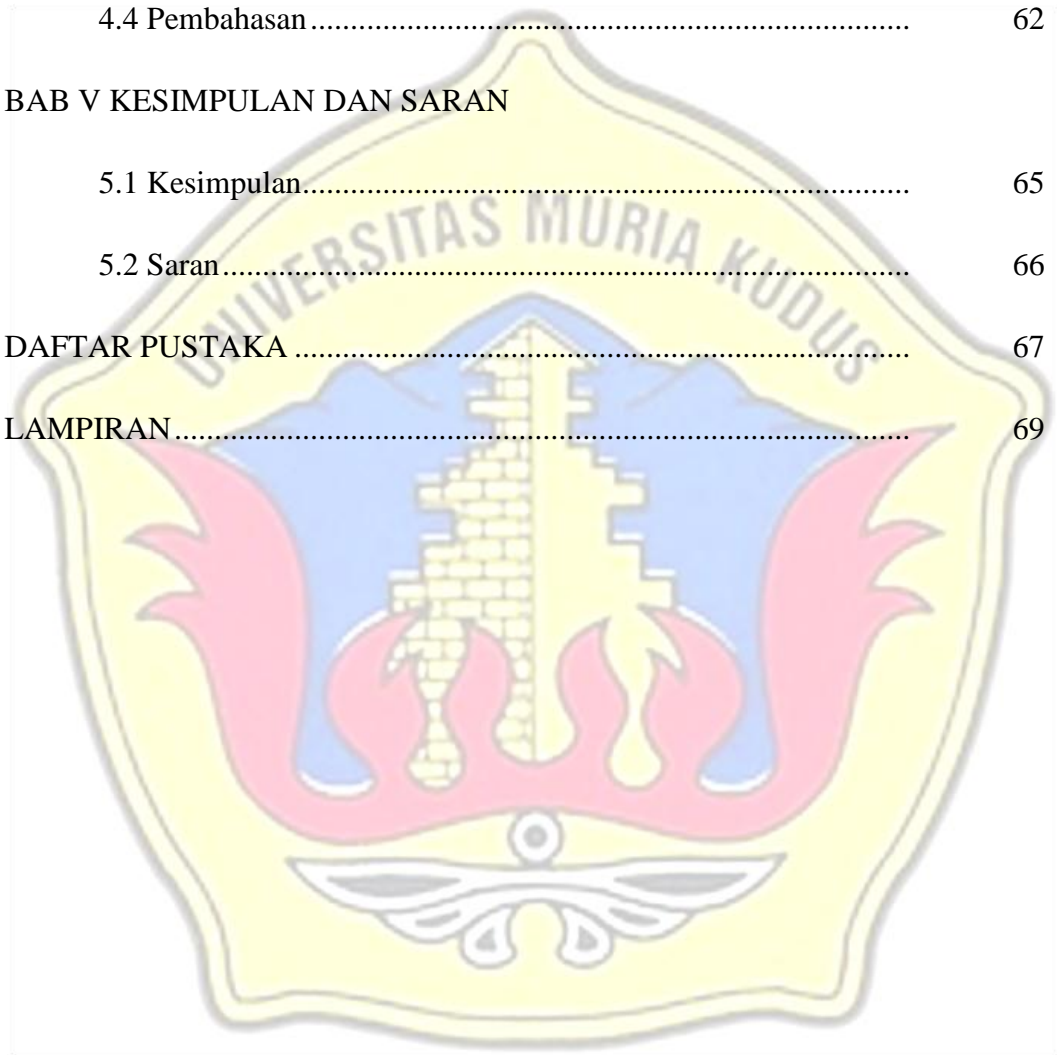 4.4 Pembahasan........................................................................... 62
BAB V KESIMPULAN DAN SARAN
5.1 Kesimpulan........................................................................... 65
5.2 Saran..................................................................................... 66
DAFTAR PUSTAKA ........................................................................... 67
LAMPIRAN........................................................................................... 69
UNIVERSITAS MURIA KUDUS